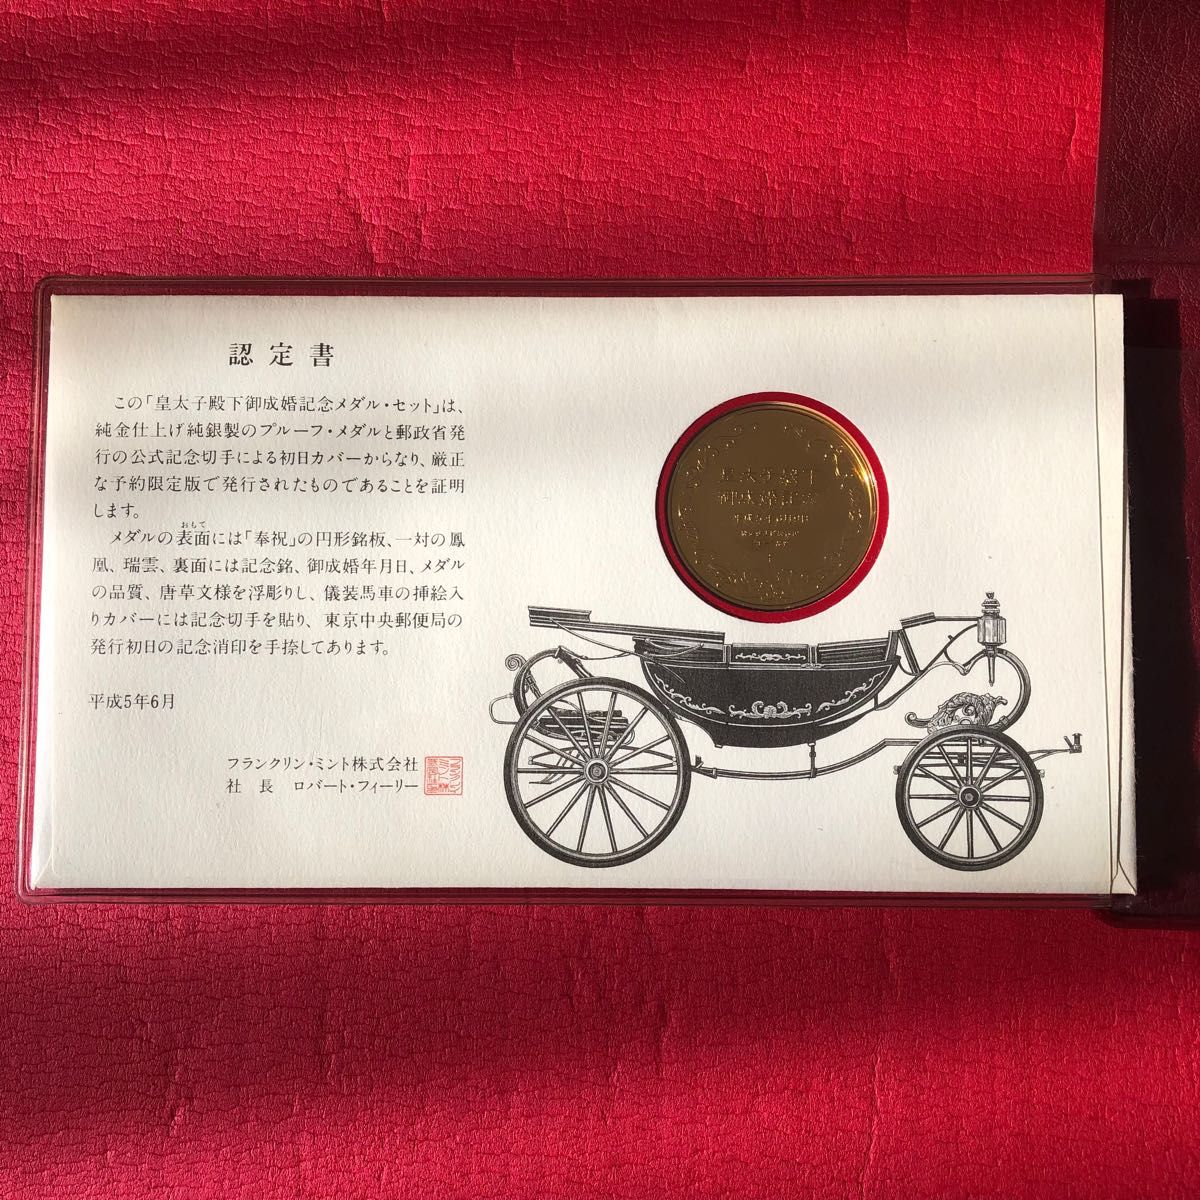 認定書
この「皇太子殿下御成婚記念メダル・セット」は、
純金仕上げ純銀製のプルーフ・メダルと郵政省発
行の公式記念切手による初日カバーからなり、厳正
な予約限定版で発行されたものであることを証明
します。
メダルの表面には「奉祝」の円形銘板、一対の鳳
おもて
凰、瑞雲、裏面には記念銘、御成婚年月日、メダル
の品質、唐草文様を浮彫りし、儀装馬車の挿絵入
りカバーには記念切手を貼り、東京中央郵便局の
発行初日の記念消印を手捺してあります。
平成5年6月
フランクリン・ミント株式会社
社長 ロバート・フィーリー
皇太子殿下
御成婚記念